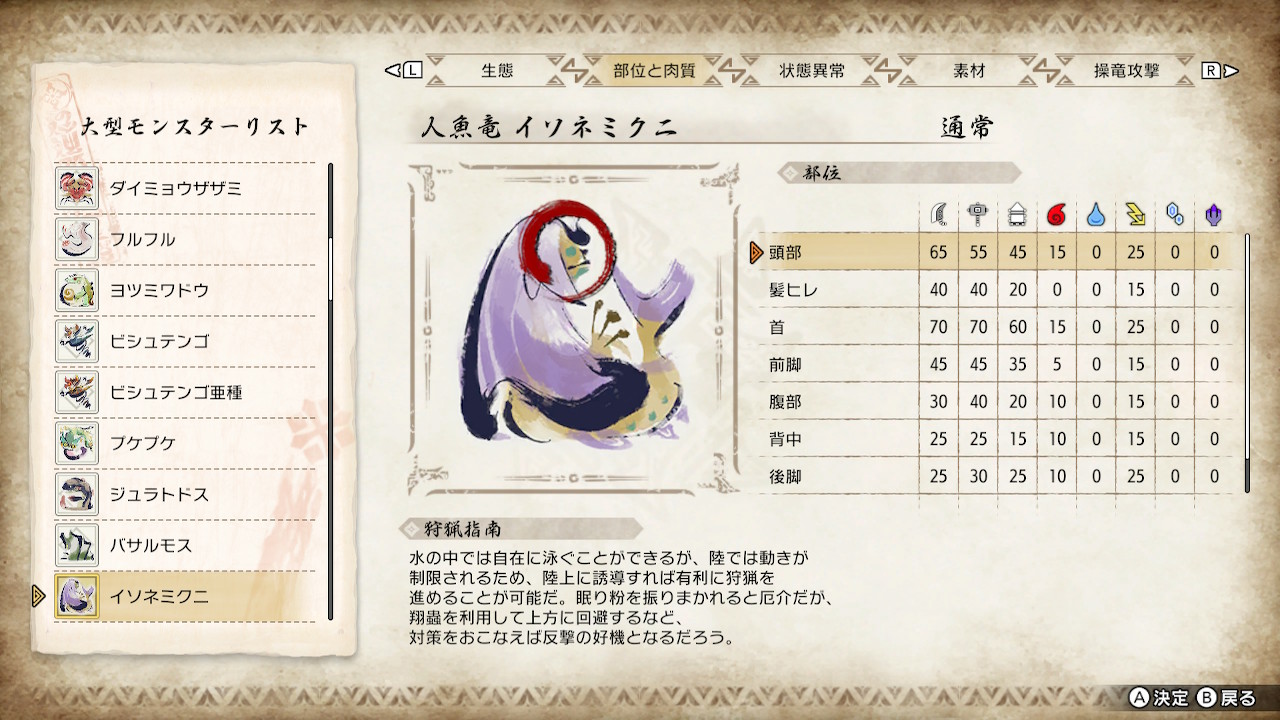 L 生態 部位と肉質 状態異常 素材 操竜攻撃 R
大型モンスターリスト
ダイミョウザザミ
フルフル
ヨツミワドウ
ビシュテンゴ
ビシュテンゴ亜種
プケプケ
ジュラトドス
バサルモス
イソネミクニ
人魚竜 イソネミクニ 通常
部位
頭部 65 55 45 15 0 25 0 0
髪ヒレ 40 40 20 0 0 15 0 0
首 70 70 60 15 0 25 0 0
前脚 45 45 35 5 0 15 0 0
腹部 30 40 20 10 0 15 0 0
背中 25 25 15 10 0 15 0 0
後脚 25 30 25 10 0 25 0 0
狩猟指南
水の中では自在に泳ぐことができるが、陸では動きが
制限されるため、陸上に誘導すれば有利に狩猟を
進めることが可能だ。眠り粉を振りまかれると厄介だが、
翔蟲を利用して上方に回避するなど、
対策をおこなえば反撃の好機となるだろう。
A 決定 B 戻る